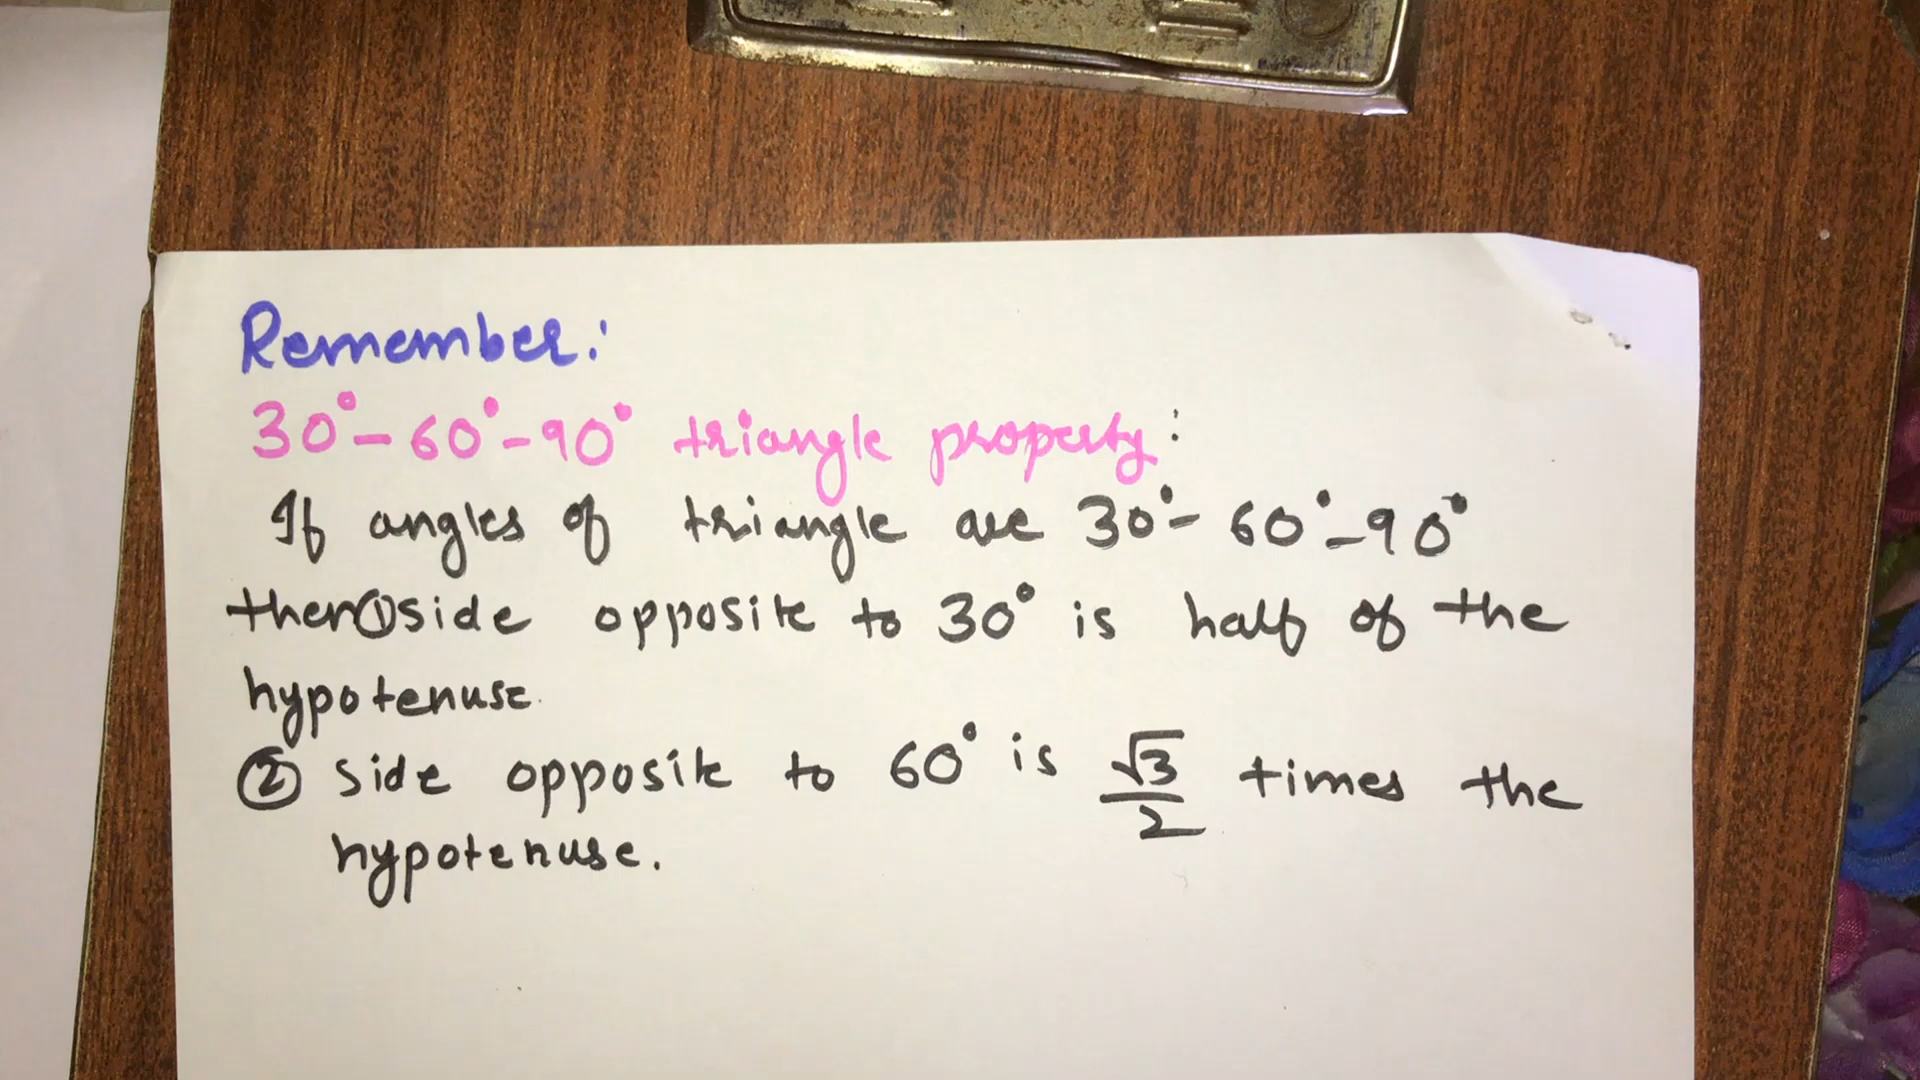 Remember:
30°-60°-90° triangle property:
If angles of triangle are 30°-60°-90°
then ① side opposite to 30° is half of the
hypotenuse.
② side opposite to 60° is √3/2 times the
hypotenuse.